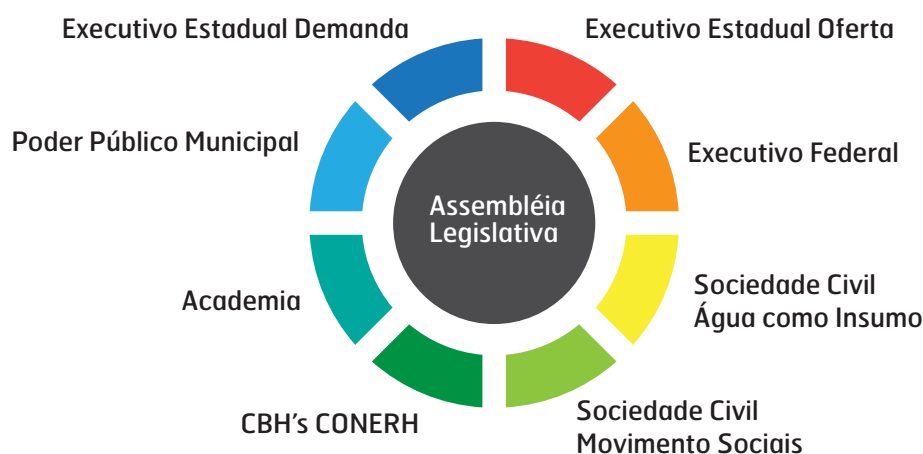 Executivo Estadual Demanda
Executivo Estadual Oferta
Poder Público Municipal
Executivo Federal
Assembléia
Legislativa
Academia
Sociedade Civil
Água como Insumo
CBH's CONERH
Sociedade Civil
Movimento Sociais